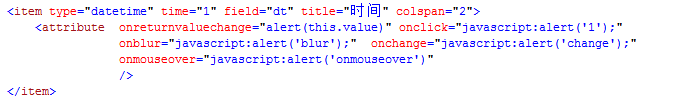 <item type="datetime" time="1" field="dt" title="时间" colspan="2">
<attribute onreturnvaluechange="alert(this.value)" onclick="javascript:alert('1');"
onblur="javascript:alert('blur');" onchange="javascript:alert('change');"
onmouseover="javascript:alert('onmouseover')"
/>
</item>